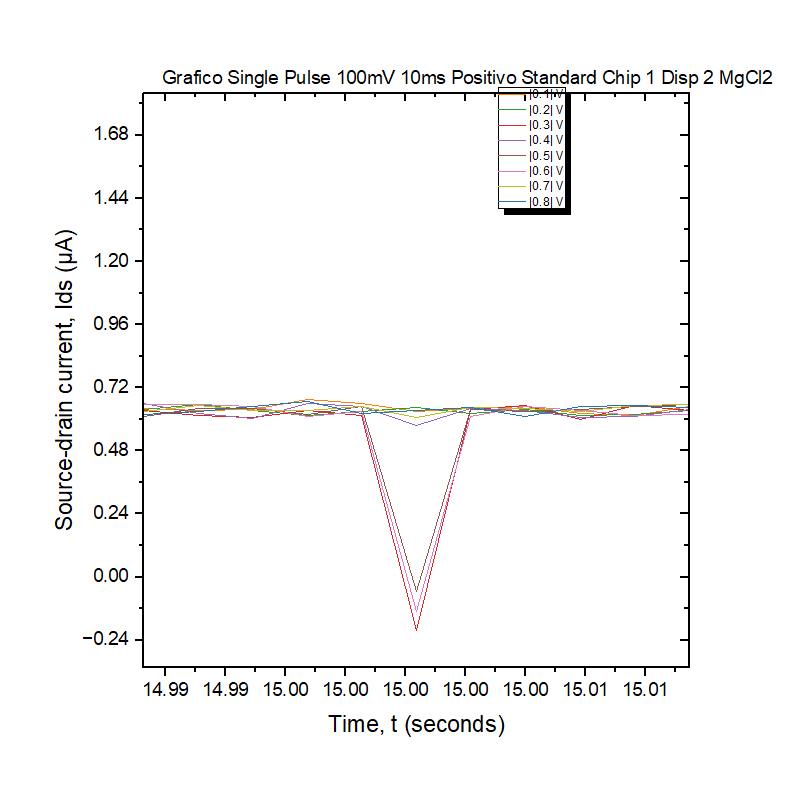 Grafico Single Pulse 100mV 10ms Positivo Standard Chip 1 Disp 2 MgCl2
|0.1| V
|0.2| V
|0.3| V
|0.4| V
|0.5| V
|0.6| V
|0.7| V
|0.8| V
1.68
1.44
1.20
0.96
0.72
0.48
0.24
0.00
−0.24
Source-drain current, Ids (μA)
14.99 14.99 15.00 15.00 15.00 15.00 15.00 15.01 15.01
Time, t (seconds)